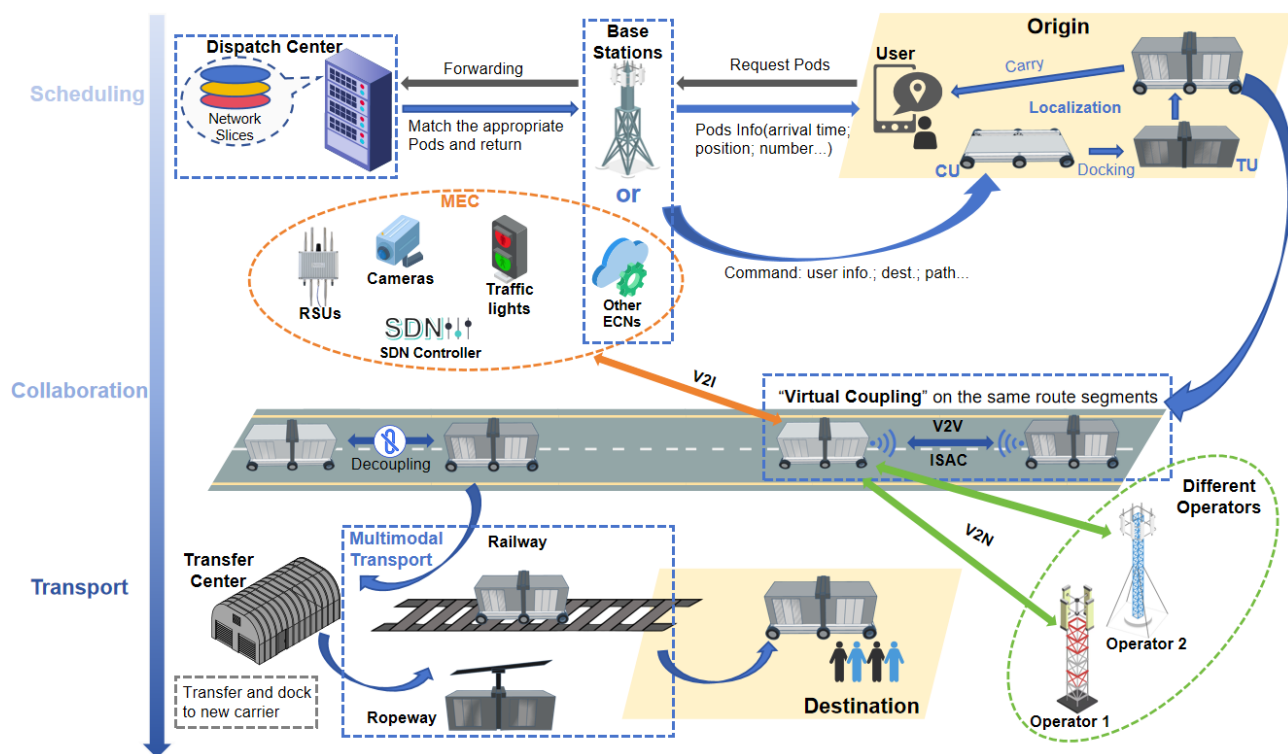 Scheduling
Dispatch Center
Network
Slices
Forwarding
Match the appropriate
Pods and return
Base
Stations
or
Request Pods
Pods Info(arrival time;
position; number...)
Origin
User
Carry
Localization
CU
Docking
TU
Command: user info.; dest.; path...
MEC
RSUs
Cameras
Traffic
lights
Other
ECNs
SDN
SDN Controller
Collaboration
V2I
“Virtual Coupling” on the same route segments
V2V
ISAC
Decoupling
V2N
Different
Operators
Operator 2
Operator 1
Transport
Transfer
Center
Transfer and dock
to new carrier
Multimodal
Transport
Railway
Ropeway
Destination